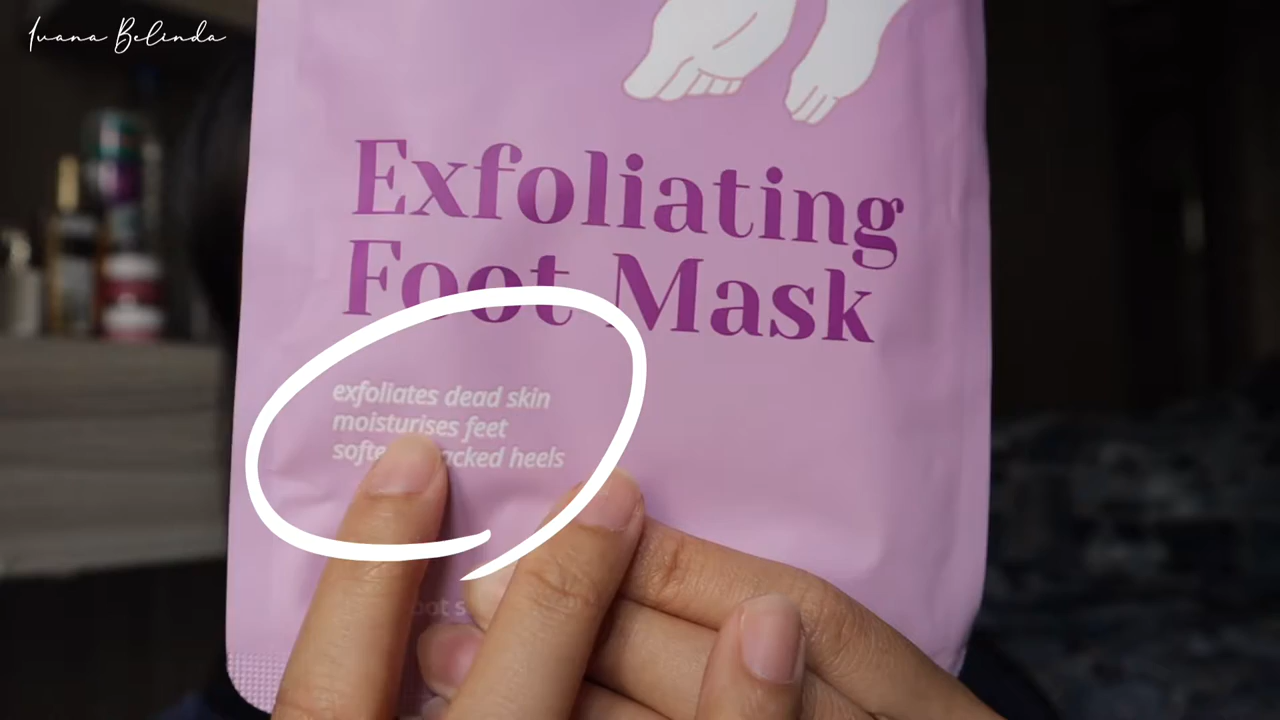 Ivana Belinda
Exfoliating
Foot Mask
exfoliates dead skin
moisturises feet
heels